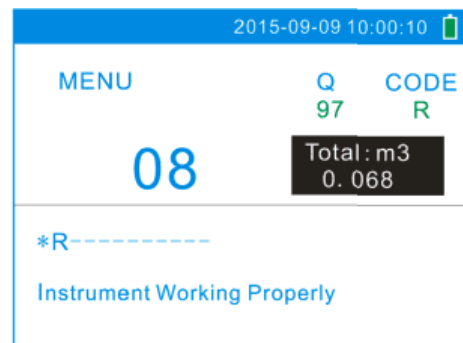 2015-09-09 10:00:10
MENU Q CODE
97 R
08 Total:m3
0.068
*R----------
Instrument Working Properly